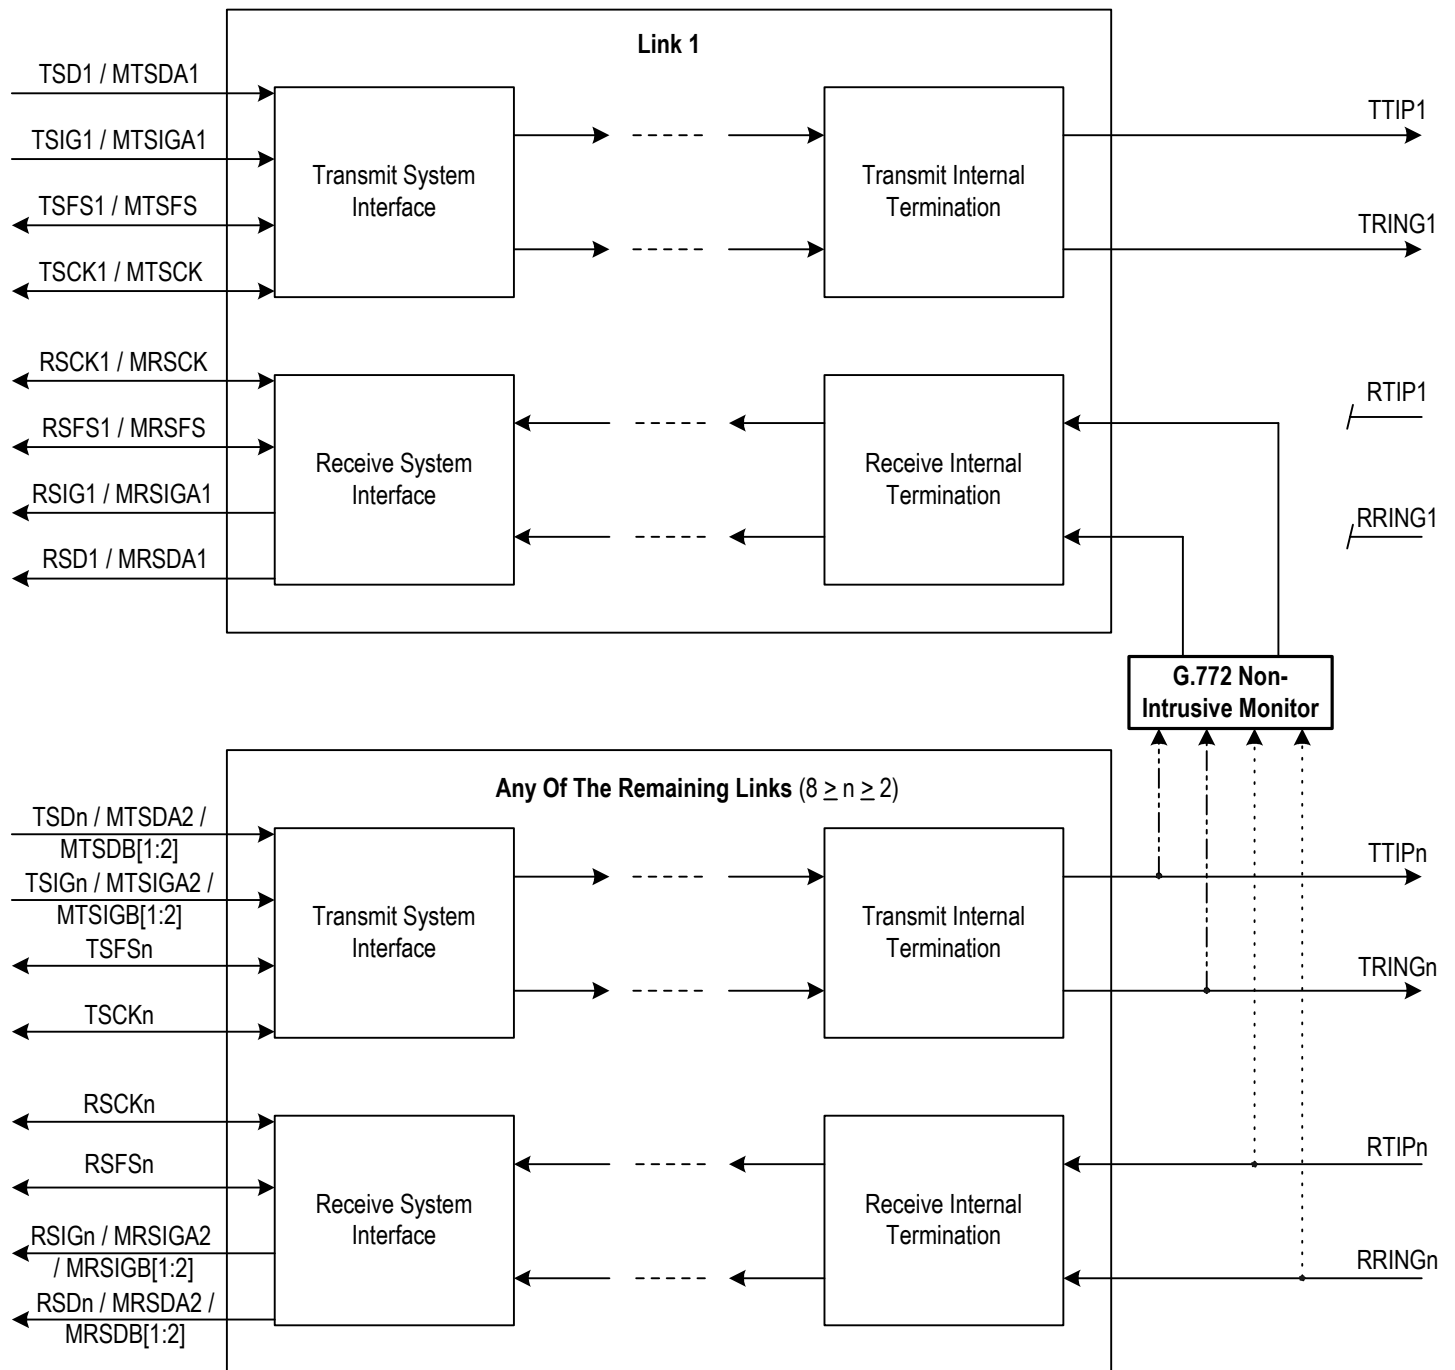 Link 1
TSD1 / MTSDA1
TSIG1 / MTSIGA1
TSFS1 / MTSFS
TSCK1 / MTSCK
Transmit System
Interface
Transmit Internal
Termination
TTIP1
TRING1
RSCK1 / MRSCK
RSFS1 / MRSFS
RSIG1 / MRSIGA1
RSD1 / MRSDA1
Receive System
Interface
Receive Internal
Termination
RTIP1
RRING1
G.772 Non-
Intrusive Monitor
Any Of The Remaining Links (8 ≥ n ≥ 2)
TSDn / MTSDA2 /
MTSDB[1:2]
TSIGn / MTSIGA2 /
MTSIGB[1:2]
TSFSn
TSCKn
Transmit System
Interface
Transmit Internal
Termination
TTIPn
TRINGn
RSCKn
RSFSn
RSIGn / MRSIGA2
/ MRSIGB[1:2]
RSDn / MRSDA2 /
MRSDB[1:2]
Receive System
Interface
Receive Internal
Termination
RTIPn
RRINGn